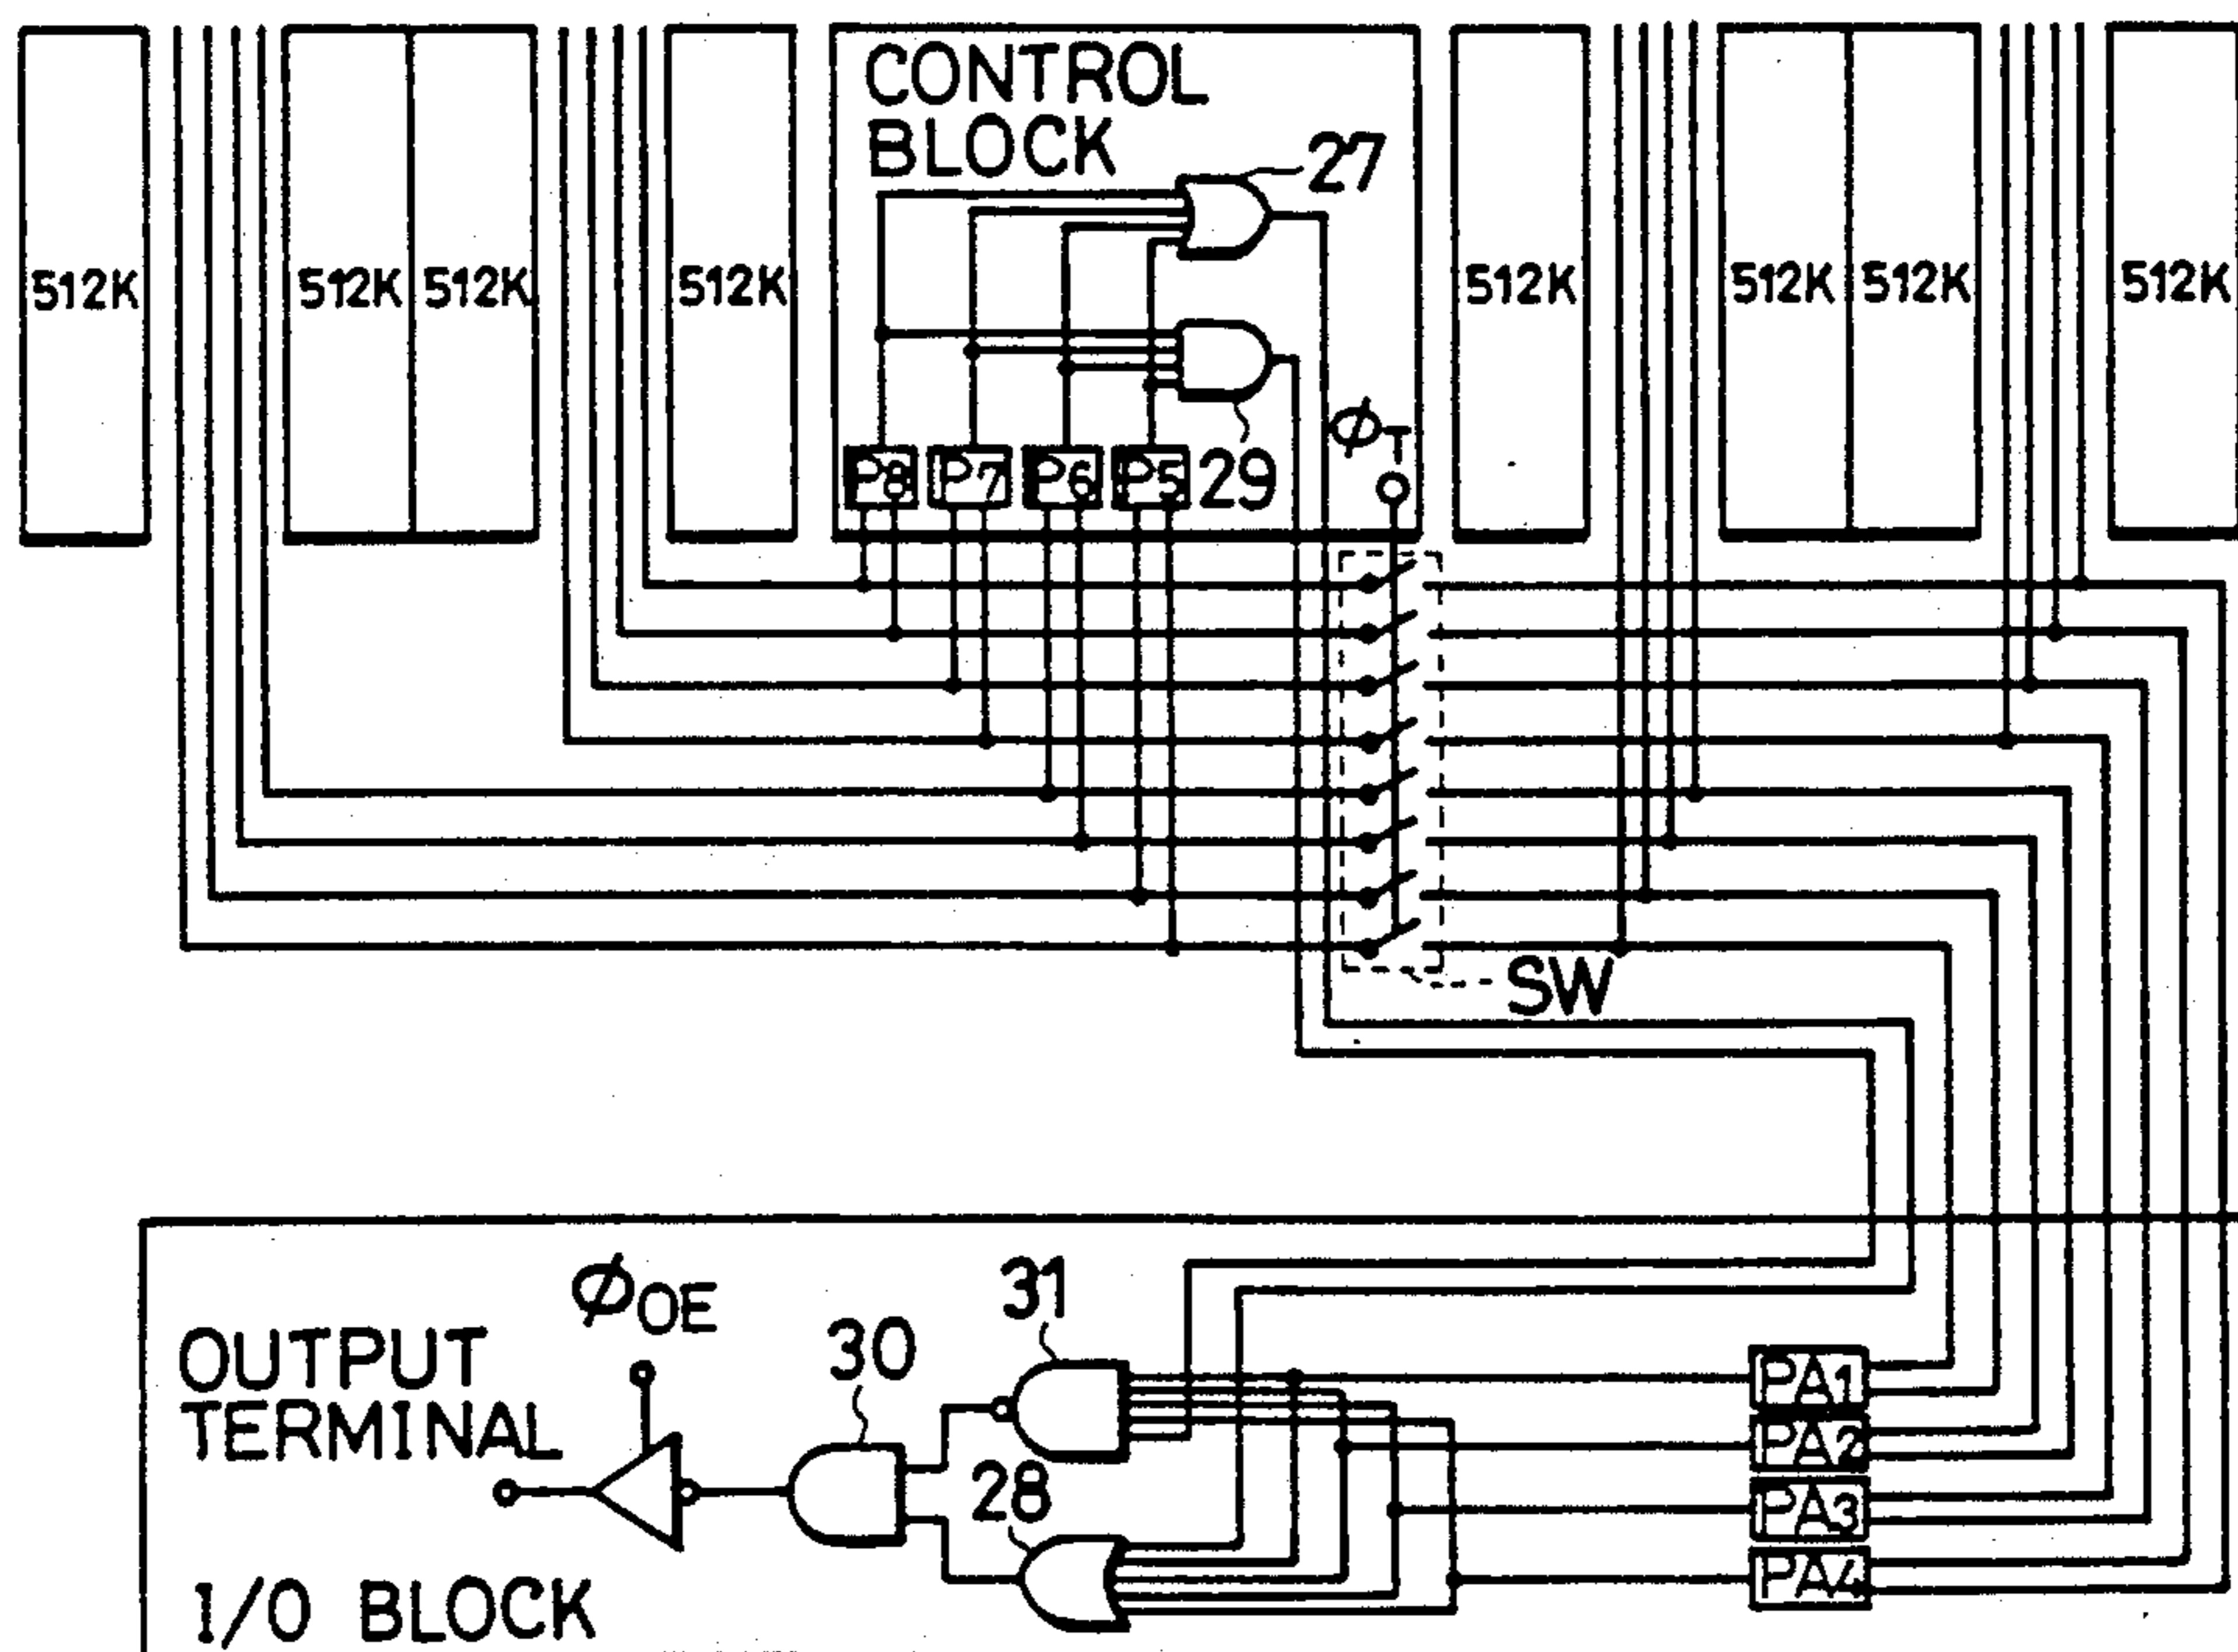 CONTROL
BLOCK
27
512K
512K
512K
512K
512K
512K
512K
512K
ϕT
P8
P7
P6
P5
29
SW
ϕOE
31
OUTPUT
TERMINAL
30
PA1
PA2
PA3
PA4
28
I/O BLOCK